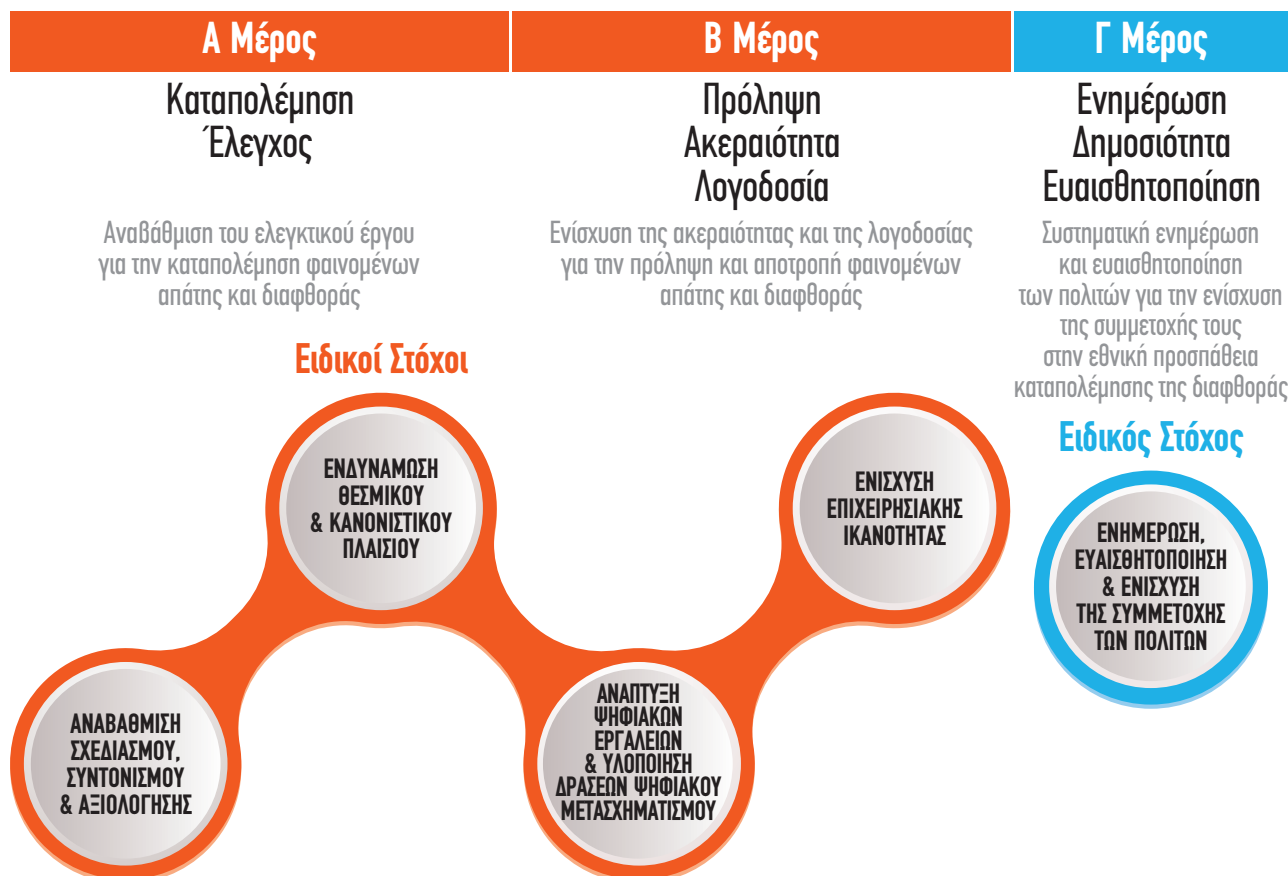 Α Μέρος
Καταπολέμηση
Έλεγχος
Αναβάθμιση του ελεγκτικού έργου
για την καταπολέμηση φαινομένων
απάτης και διαφθοράς
Β Μέρος
Πρόληψη
Ακεραιότητα
Λογοδοσία
Ενίσχυση της ακεραιότητας και της λογοδοσίας
για την πρόληψη και αποτροπή φαινομένων
απάτης και διαφθοράς
Ειδικοί Στόχοι
ΑΝΑΒΑΘΜΙΣΗ
ΣΧΕΔΙΑΣΜΟΥ,
ΣΥΝΤΟΝΙΣΜΟΥ
& ΑΞΙΟΛΟΓΗΣΗΣ
ΕΝΔΥΝΑΜΩΣΗ
ΘΕΣΜΙΚΟΥ
& ΚΑΝΟΝΙΣΤΙΚΟΥ
ΠΛΑΙΣΙΟΥ
ΑΝΑΠΤΥΞΗ
ΨΗΦΙΑΚΩΝ
ΕΡΓΑΛΕΙΩΝ
& ΥΛΟΠΟΙΗΣΗ
ΔΡΑΣΕΩΝ ΨΗΦΙΑΚΟΥ
ΜΕΤΑΣΧΗΜΑΤΙΣΜΟΥ
ΕΝΙΣΧΥΣΗ
ΕΠΙΧΕΙΡΗΣΙΑΚΗΣ
ΙΚΑΝΟΤΗΤΑΣ
Γ Μέρος
Ενημέρωση
Δημοσιότητα
Ευαισθητοποίηση
Συστηματική ενημέρωση
και ευαισθητοποίηση
των πολιτών για την ενίσχυση
της συμμετοχής τους
στην εθνική προσπάθεια
καταπολέμησης της διαφθοράς
Ειδικός Στόχος
ΕΝΗΜΕΡΩΣΗ,
ΕΥΑΙΣΘΗΤΟΠΟΙΗΣΗ
& ΕΝΙΣΧΥΣΗ
ΤΗΣ ΣΥΜΜΕΤΟΧΗΣ
ΤΩΝ ΠΟΛΙΤΩΝ